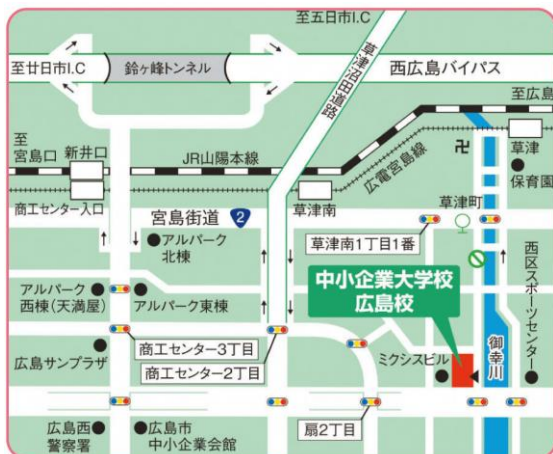 至五日市I.C
至廿日市I.C
鈴ヶ峰トンネル
草津沼田道路
西広島バイパス
至広島
至
宮島口
新井口
JR山陽本線
広電宮島線
卍
草津
保育園
商工センター入口
宮島街道
2
草津南
草津町
アルパーク
北棟
草津南1丁目1番
中小企業大学校
広島校
アルパーク
西棟(天満屋)
アルパーク東棟
西区スポーツセンター
御幸川
商工センター3丁目
商工センター2丁目
広島サンプラザ
ミクシスビル
扇2丁目
広島西
警察署
広島市
中小企業会館